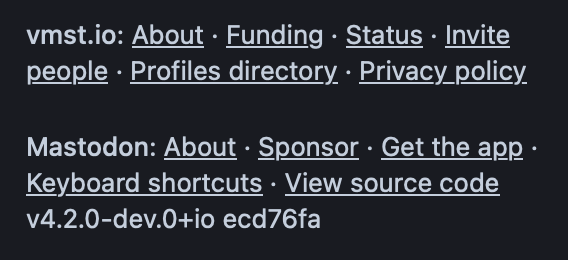 vmst.io: About · Funding · Status · Invite
people · Profiles directory · Privacy policy
Mastodon: About · Sponsor · Get the app ·
Keyboard shortcuts · View source code
v4.2.0-dev.0+io ecd76fa